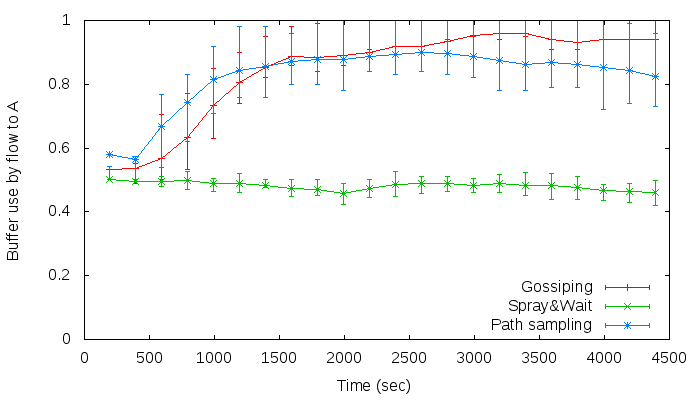 1
0.8
0.6
0.4
0.2
0
Buffer use by flow to A
Gossiping
Spray&Wait
Path sampling
0 500 1000 1500 2000 2500 3000 3500 4000 4500
Time (sec)